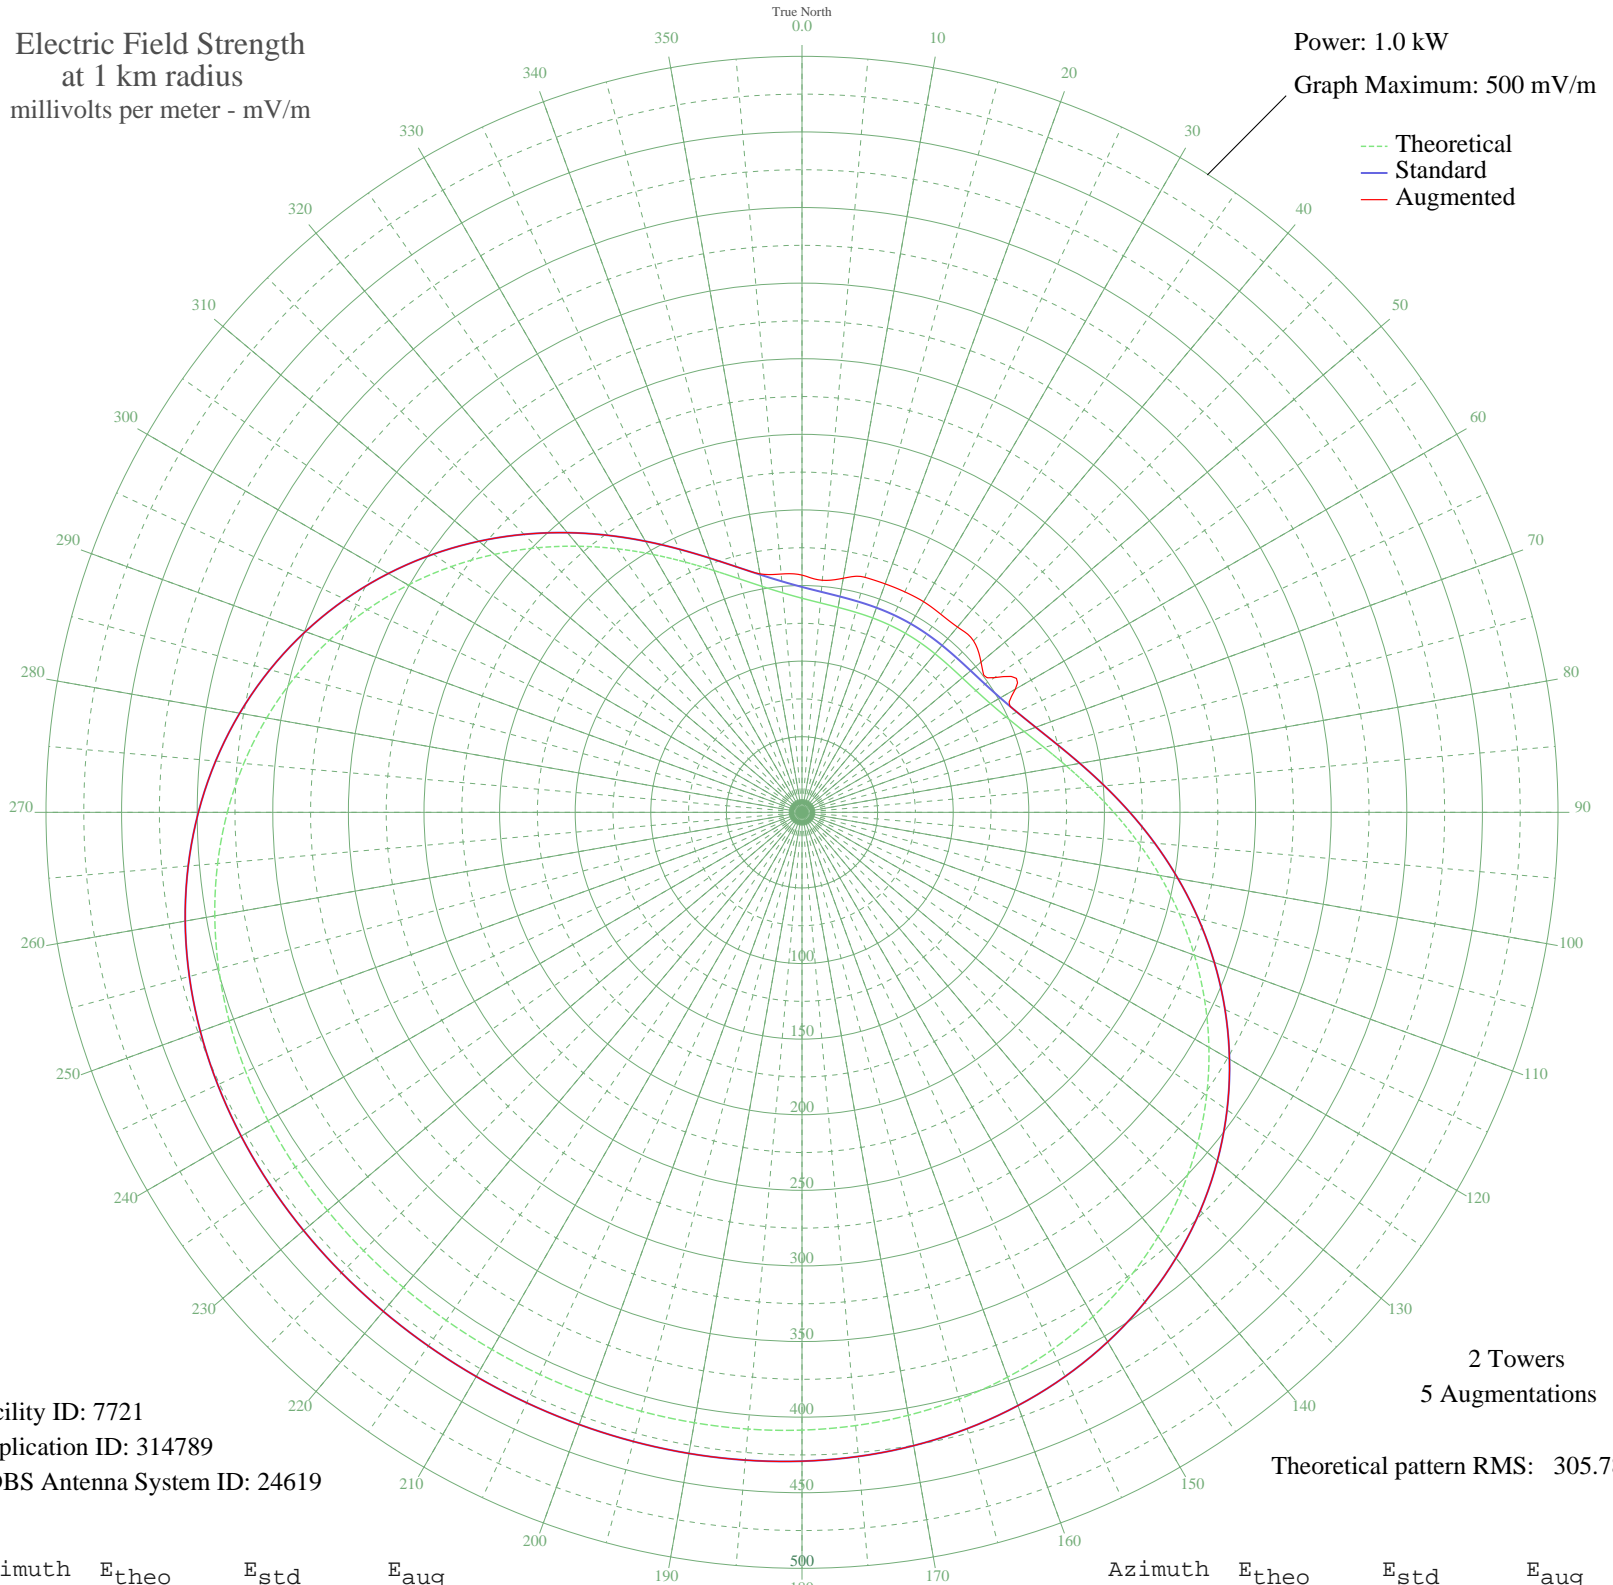 True North
0.0
Electric Field Strength
at 1 km radius
millivolts per meter - mV/m
Power: 1.0 kW
Graph Maximum: 500 mV/m
Theoretical
Standard
Augmented
10
20
30
40
50
60
70
80
90
100
110
120
130
140
150
160
170
190
200
210
220
230
240
250
260
270
280
290
300
310
320
330
340
350
100
150
200
250
300
350
400
450
500
2 Towers
5 Augmentations
Theoretical pattern RMS: 305.7
cility ID: 7721
plication ID: 314789
DBS Antenna System ID: 24619
imuth Etheo Estd Eaug
Azimuth Etheo Estd Eaug